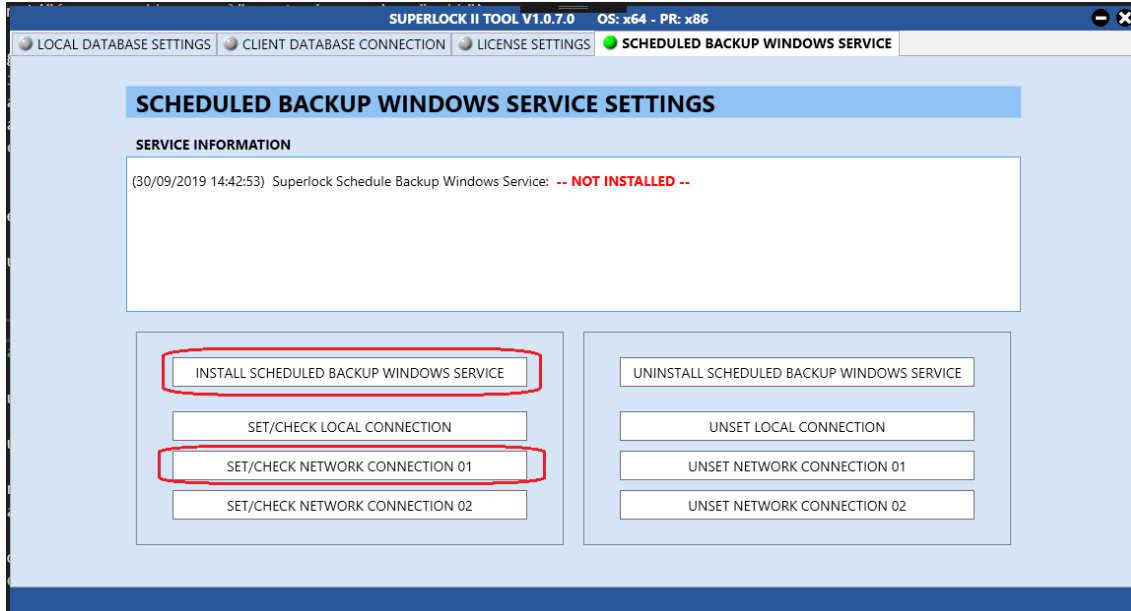 SUPERLOCK II TOOL V1.0.7.0 OS: x64 - PR: x86
LOCAL DATABASE SETTINGS CLIENT DATABASE CONNECTION LICENSE SETTINGS SCHEDULED BACKUP WINDOWS SERVICE
SCHEDULED BACKUP WINDOWS SERVICE SETTINGS
SERVICE INFORMATION
(30/09/2019 14:42:53) Superlock Schedule Backup Windows Service: -- NOT INSTALLED --
INSTALL SCHEDULED BACKUP WINDOWS SERVICE
SET/CHECK LOCAL CONNECTION
SET/CHECK NETWORK CONNECTION 01
SET/CHECK NETWORK CONNECTION 02
UNINSTALL SCHEDULED BACKUP WINDOWS SERVICE
UNSET LOCAL CONNECTION
UNSET NETWORK CONNECTION 01
UNSET NETWORK CONNECTION 02